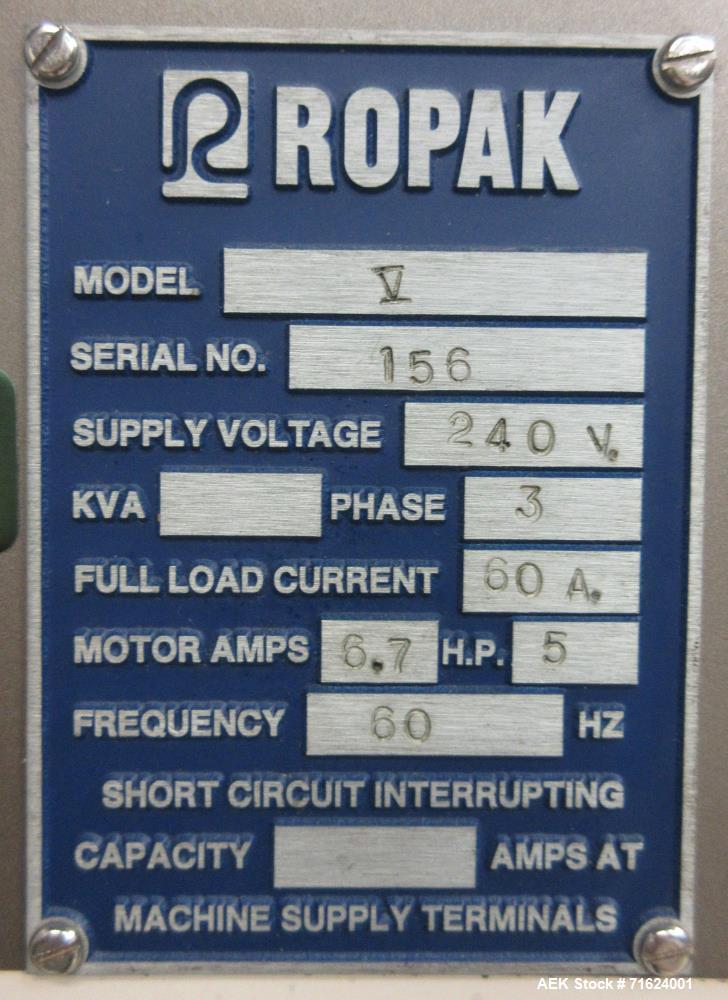 R ROPAK
MODEL V
SERIAL NO. 156
SUPPLY VOLTAGE 240 V.
KVA PHASE 3
FULL LOAD CURRENT 60 A.
MOTOR AMPS 6.7 H.P. 5
FREQUENCY 60 HZ
SHORT CIRCUIT INTERRUPTING
CAPACITY AMPS AT
MACHINE SUPPLY TERMINALS
AEK Stock # 71624001